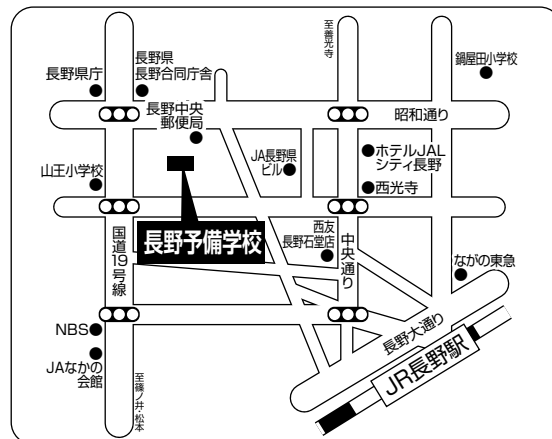 至善光寺
長野県庁
長野県
長野合同庁舎
鍋屋田小学校
長野中央
郵便局
昭和通り
山王小学校
JA長野県
ビル
ホテルJAL
シティ長野
西光寺
長野予備学校
国道19号線
西友
長野石堂店
中央通り
ながの東急
NBS
JAながの
会館
至篠ノ井・松本
長野大通り
JR長野駅